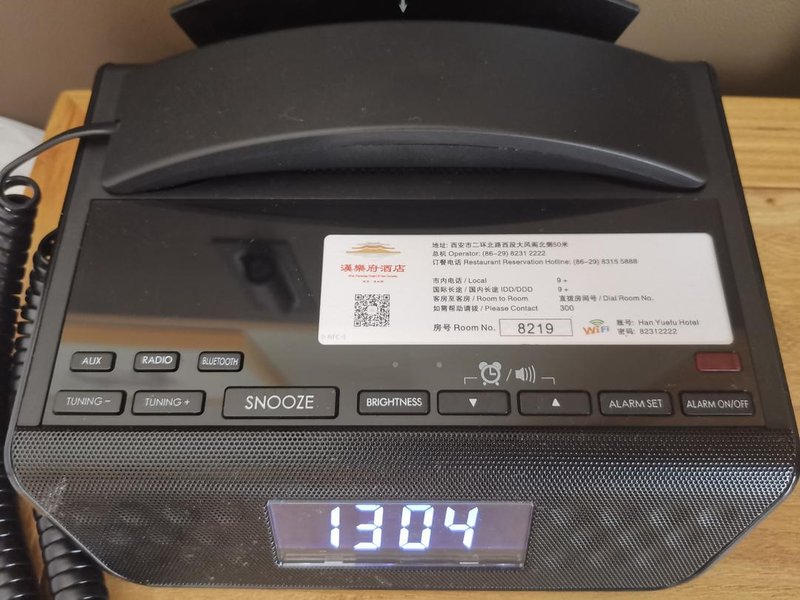 地址: 西安市二环北路西段大风阁北侧50米
总机 Operator: (86-29) 8231 2222
订餐电话 Restaurant Reservation Hotline: (86-29) 8315 5888
漢樂府酒店
市内电话 / Local 9+
国际长途 / 国内长途 IDD/DDD 9+
客房至客房 / Room to Room 直拨房间号 / Dial Room No.
如需帮助请拨 / Please Contact 300
房号 Room No. 8219
WiFi
账号: Han Yuefu Hotel
密码: 82312222
AUX RADIO BLUETOOTH
TUNING− TUNING+ SNOOZE BRIGHTNESS ALARM SET ALARM ON/OFF
1304